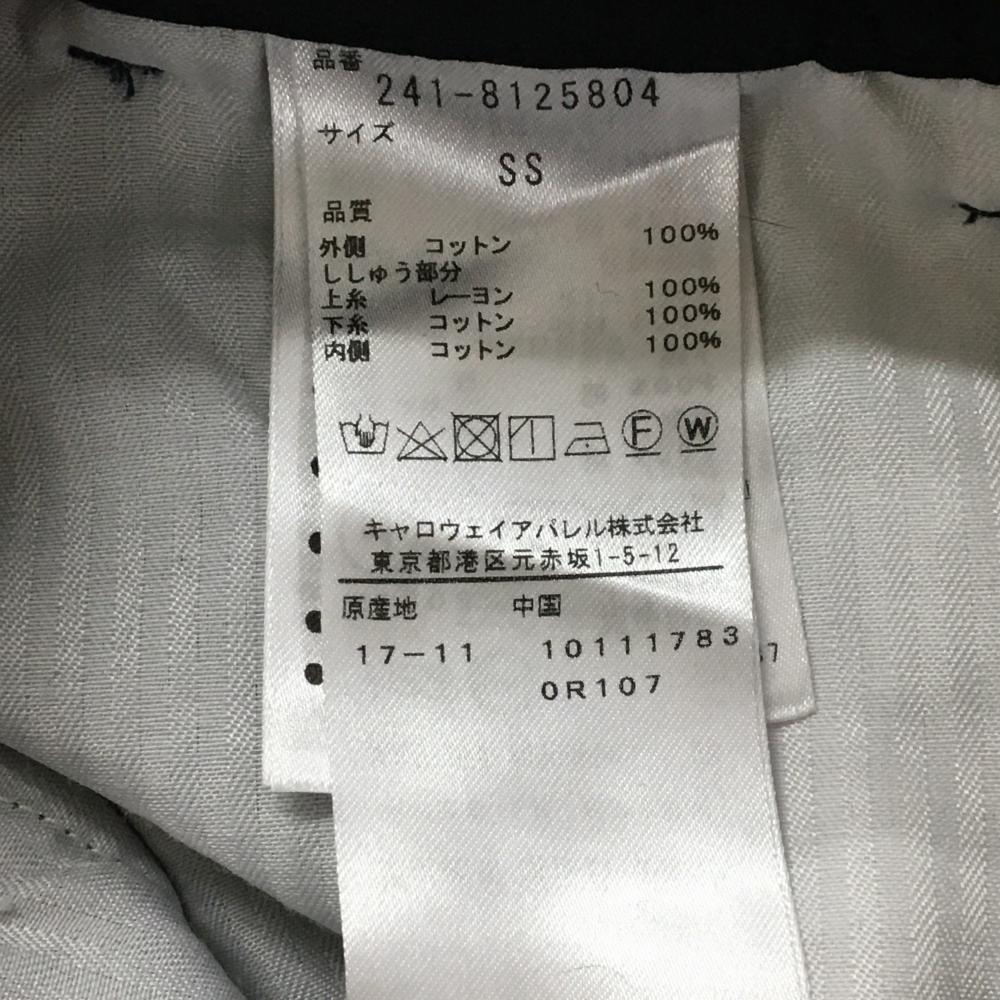 品番
241-8125804
サイズ
SS
品質
外側 コットン 100%
ししゅう部分
上糸 レーヨン 100%
下糸 コットン 100%
内側 コットン 100%
F W
キャロウェイアパレル株式会社
東京都港区元赤坂1-5-12
原産地 中国
17-11 10111783
0R107